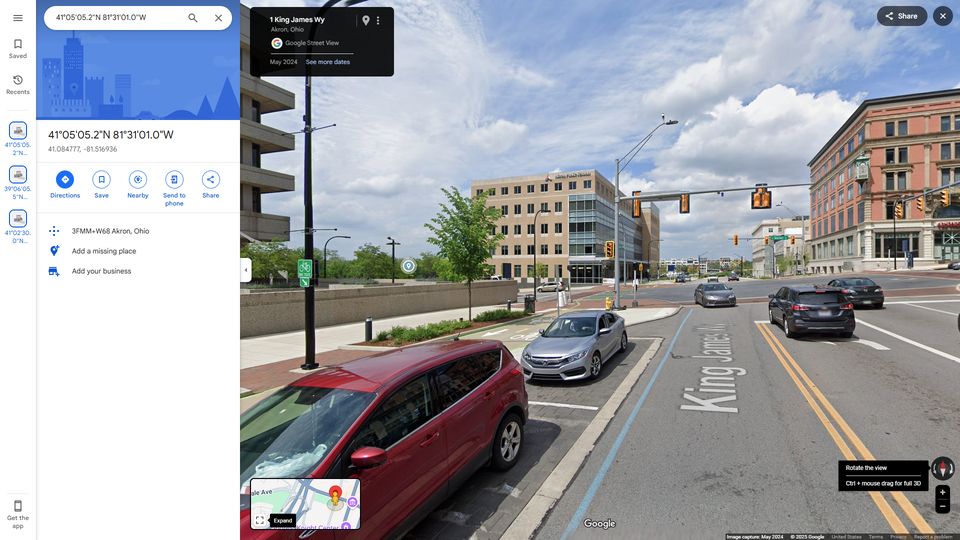 41°05'05.2"N 81°31'01.0"W
Saved
Recents
41°05'05.
2"N...
39°06'05.
5"N...
41°02'30.
0"N...
Get the
app
41°05'05.2"N 81°31'01.0"W
41.084777, -81.516936
Directions
Save
Nearby
Send to
phone
Share
3FMM+W68 Akron, Ohio
Add a missing place
Add your business
1 King James Wy
Akron, Ohio
Google Street View
May 2024 See more dates
Share
King James Wy
Rotate the view
Ctrl + mouse drag for full 3D
Expand
Google
Image capture: May 2024 © 2025 Google United States Terms Privacy Report a problem